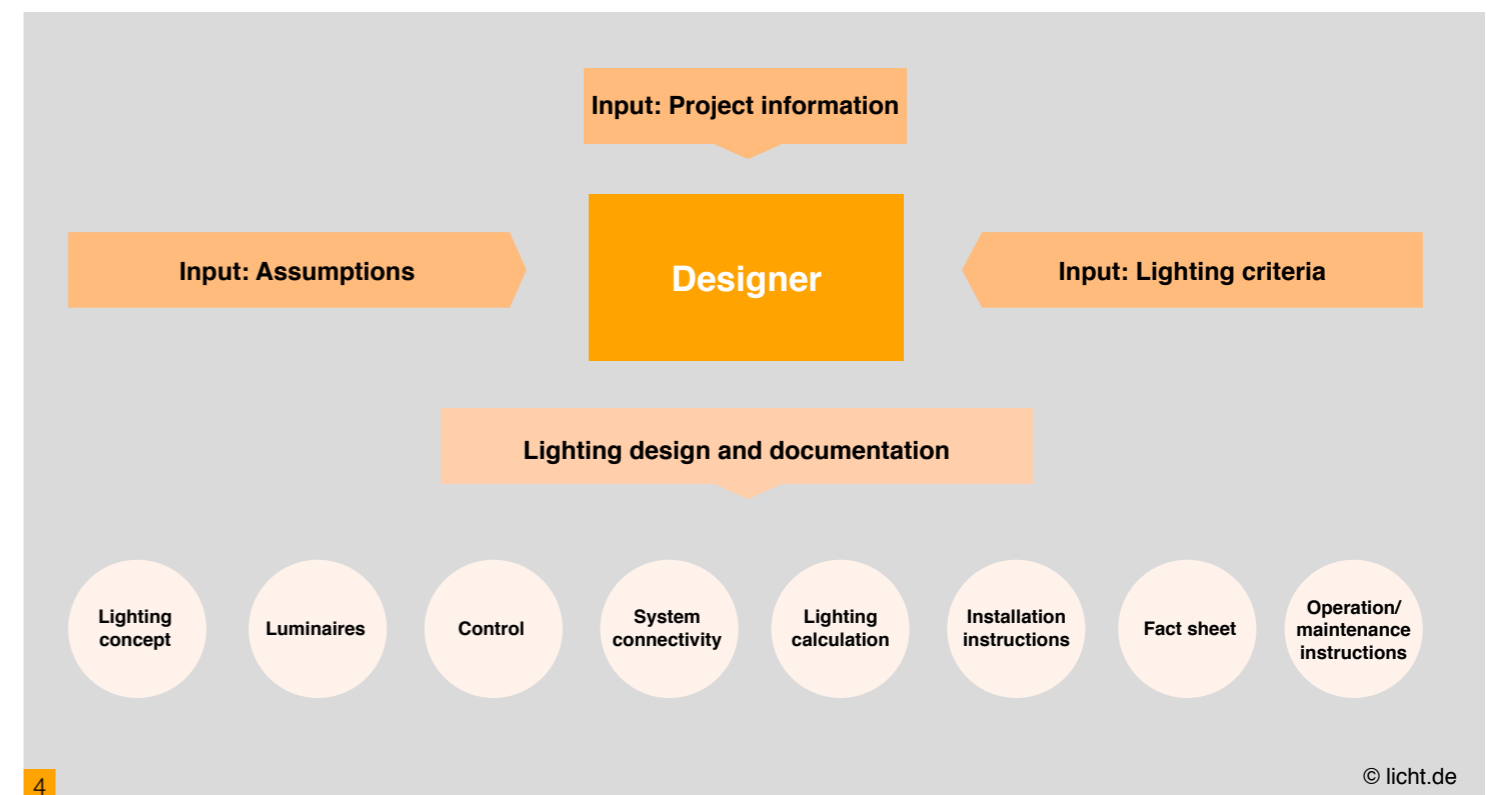 Input: Project information
Input: Assumptions
Designer
Input: Lighting criteria
Lighting design and documentation
Lighting
concept
Luminaires
Control
System
connectivity
Lighting
calculation
Installation
instructions
Fact sheet
Operation/
maintenance
instructions
4
© licht.de